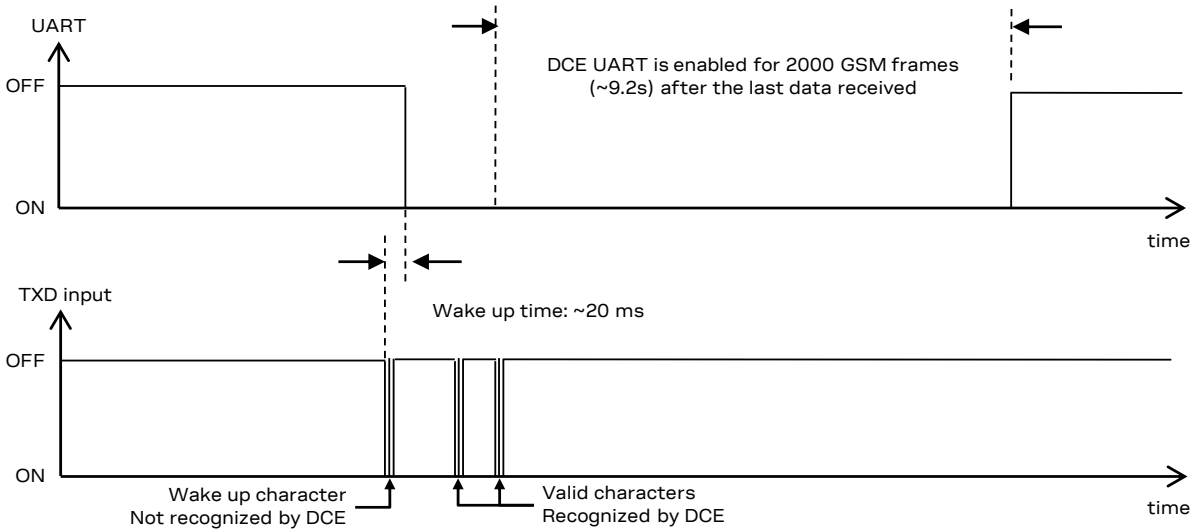 UART
DCE UART is enabled for 2000 GSM frames
(~9.2s) after the last data received
OFF
ON
time
TXD input
Wake up time: ~20 ms
OFF
ON
Wake up character
Not recognized by DCE
Valid characters
Recognized by DCE
time